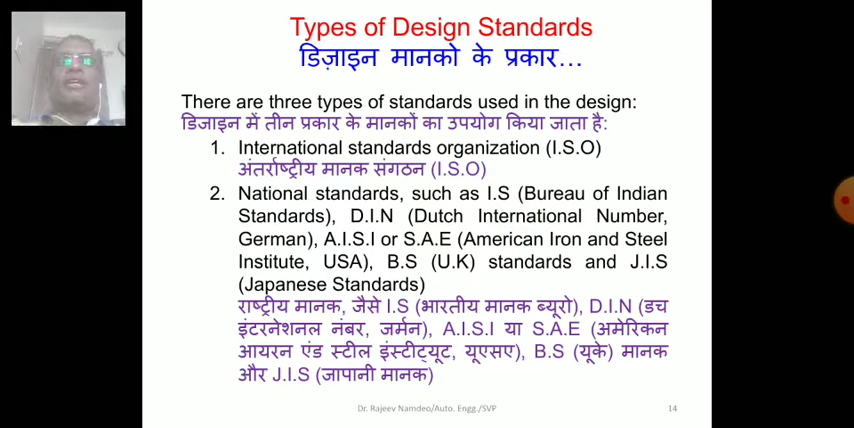 Types of Design Standards
डिज़ाइन मानको के प्रकार...
There are three types of standards used in the design:
डिजाइन में तीन प्रकार के मानकों का उपयोग किया जाता है:
1. International standards organization (I.S.O)
अंतर्राष्ट्रीय मानक संगठन (I.S.O)
2. National standards, such as I.S (Bureau of Indian
Standards), D.I.N (Dutch International Number,
German), A.I.S.I or S.A.E (American Iron and Steel
Institute, USA), B.S (U.K) standards and J.I.S
(Japanese Standards)
राष्ट्रीय मानक, जैसे I.S (भारतीय मानक ब्यूरो), D.I.N (डच
इंटरनेशनल नंबर, जर्मन), A.I.S.I या S.A.E (अमेरिकन
आयरन एंड स्टील इंस्टीट्यूट, यूएसए), B.S (यूके) मानक
और J.I.S (जापानी मानक)
Dr. Rajeev Namdeo/Auto. Engg./SVP
14